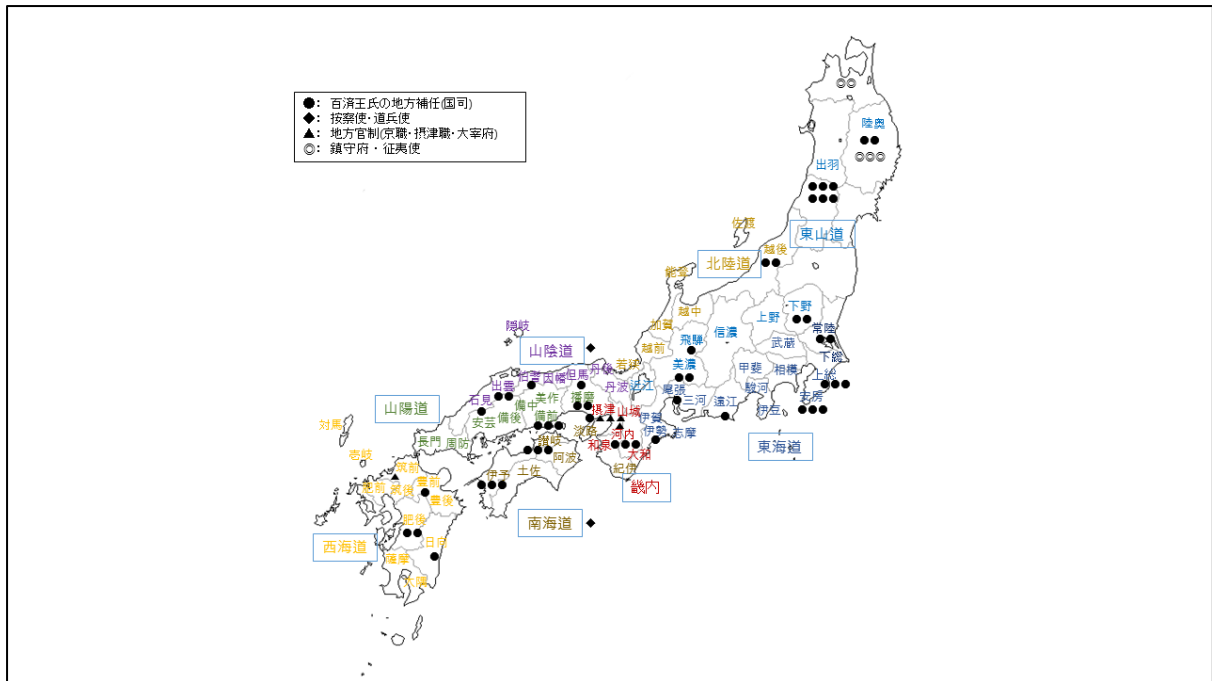 ●： 百済王氏の地方補任(国司)
◆： 按察使・道兵使
▲： 地方官制(京職・摂津職・大宰府)
◎： 鎮守府・征夷使
陸奥
出羽
東山道
佐渡
越後
北陸道
能登
越中
加賀
越前
若狭
飛騨
信濃
上野
下野
常陸
武蔵
下総
上総
安房
甲斐
相模
美濃
尾張
三河
遠江
駿河
伊豆
東海道
隠岐
山陰道
出雲
伯耆
因幡
但馬
丹後
丹波
近江
石見
山陽道
美作
播磨
備中
備前
備後
安芸
周防
長門
摂津
山城
河内
和泉
大和
畿内
伊賀
伊勢
志摩
淡路
讃岐
阿波
紀伊
伊予
土佐
南海道
対馬
壱岐
筑前
筑後
肥前
豊前
豊後
肥後
日向
西海道
薩摩
大隅